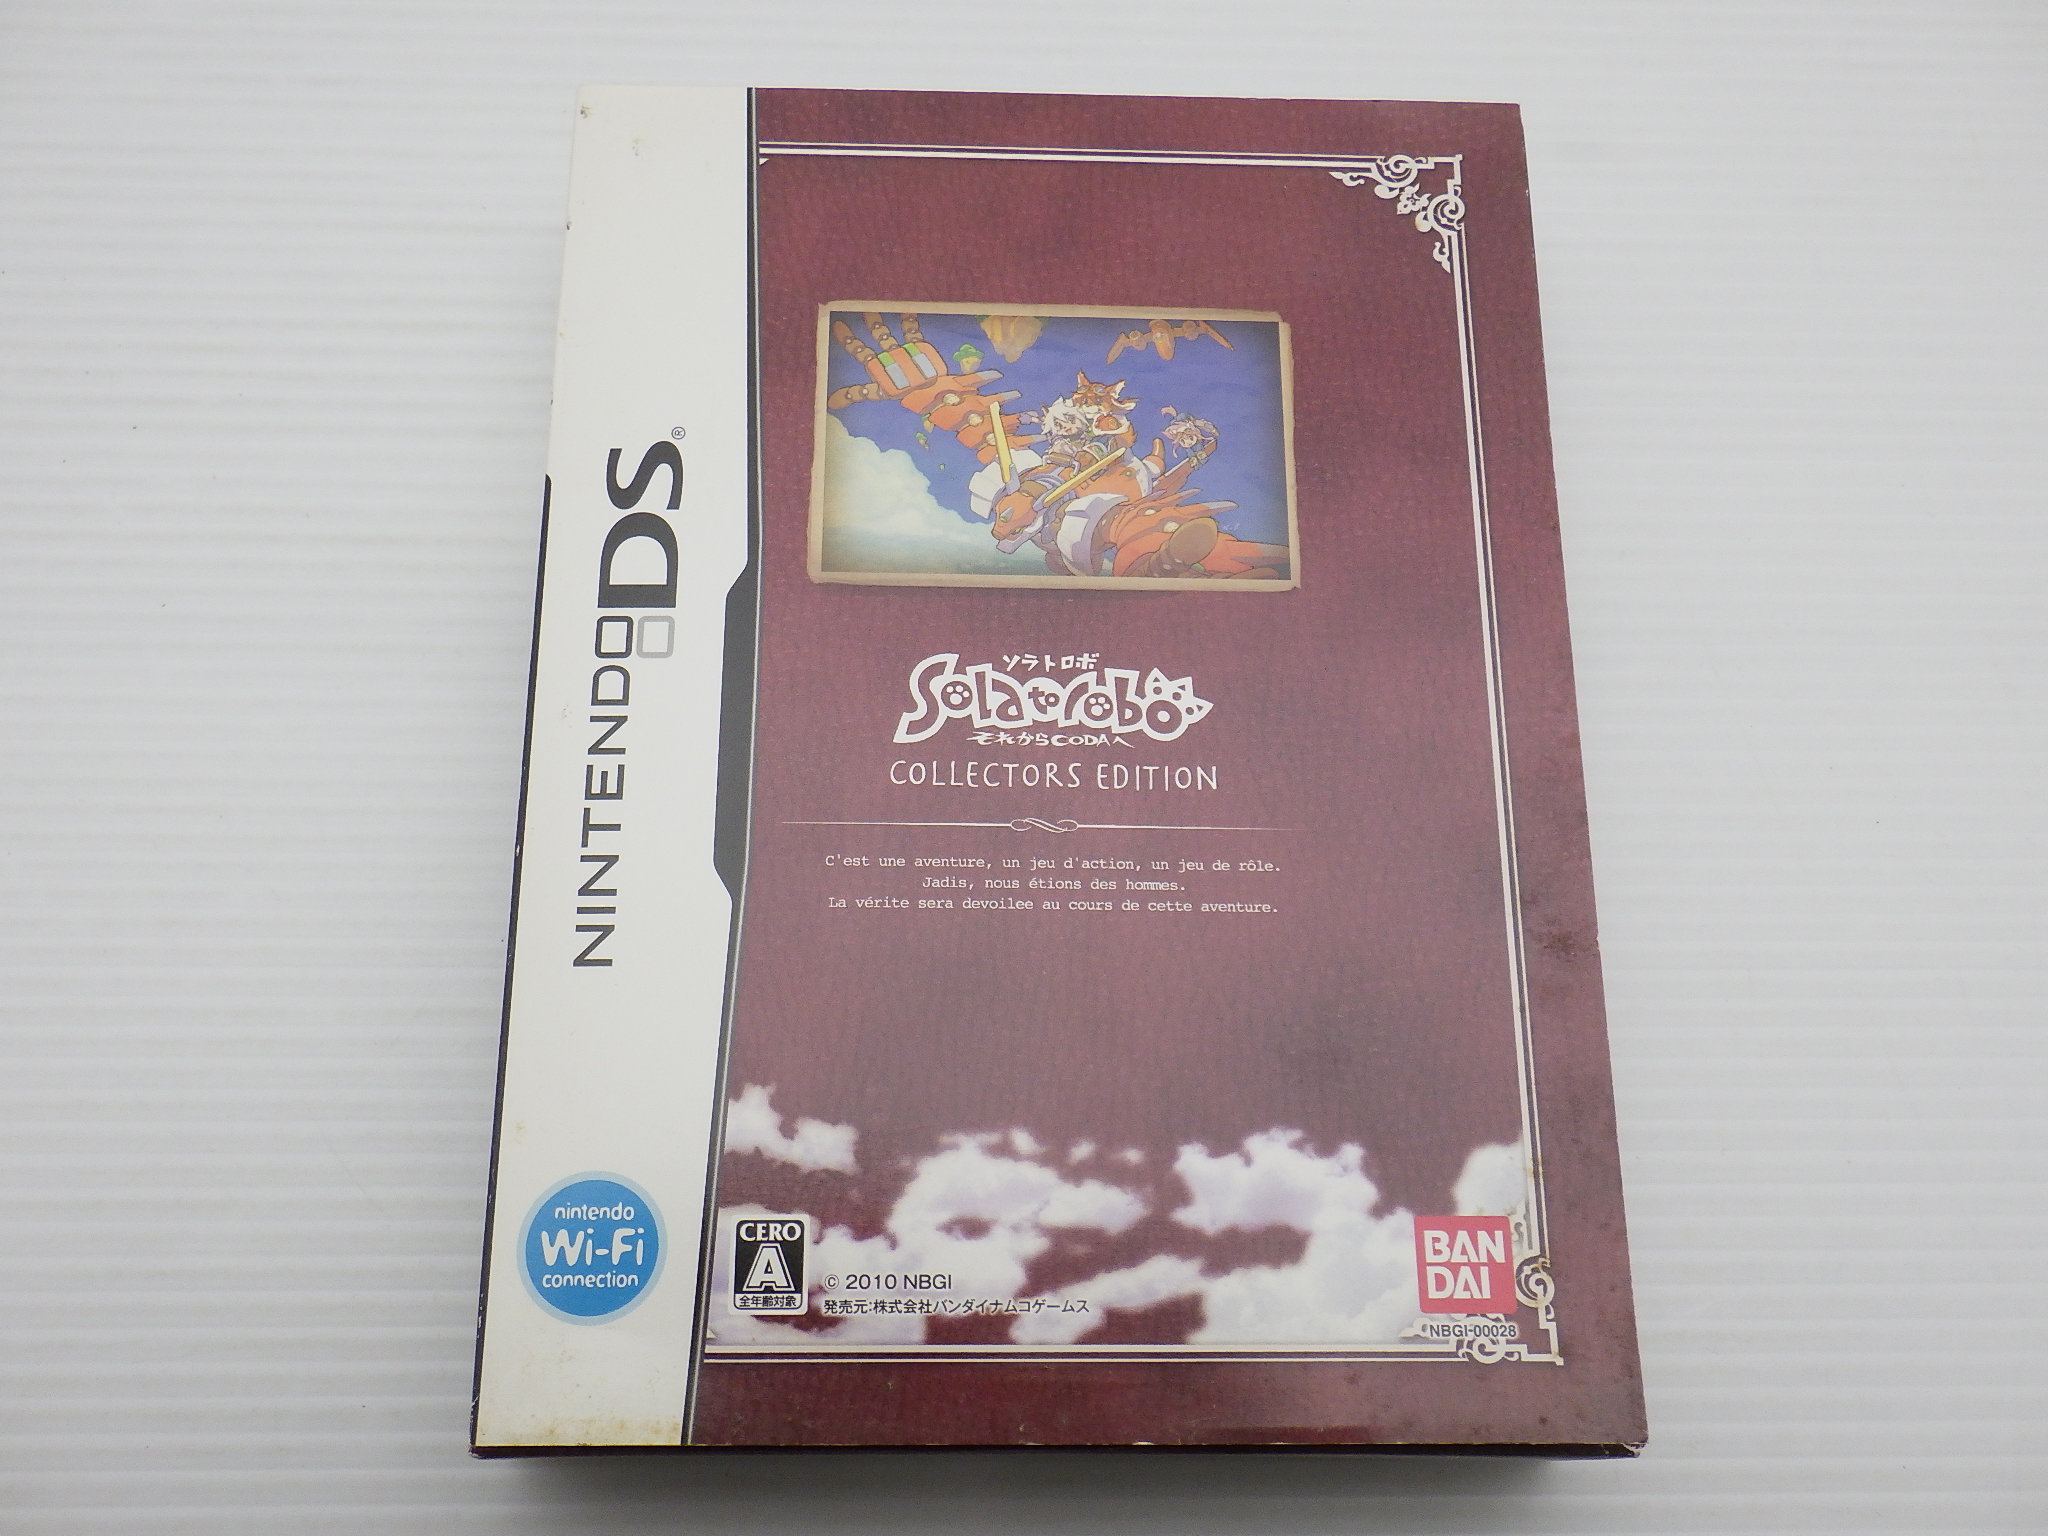 NINTENDO DS®
ソラトロボ
Solatorobo
それからCODAへ
COLLECTORS EDITION
C'est une aventure, un jeu d'action, un jeu de rôle.
Jadis, nous étions des hommes.
La vérite sera devoilee au cours de cette aventure.
nintendo
Wi-Fi
connection
CERO
A
全年齢対象
© 2010 NBGI
発売元:株式会社バンダイナムコゲームス
BAN
DAI
NBGI-00028